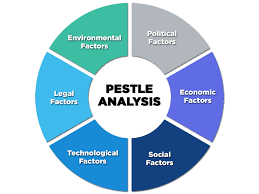 Environmental
Factors
Political
Factors
Legal
Factors
PESTLE
ANALYSIS
Economic
Factors
Technological
Factors
Social
Factors